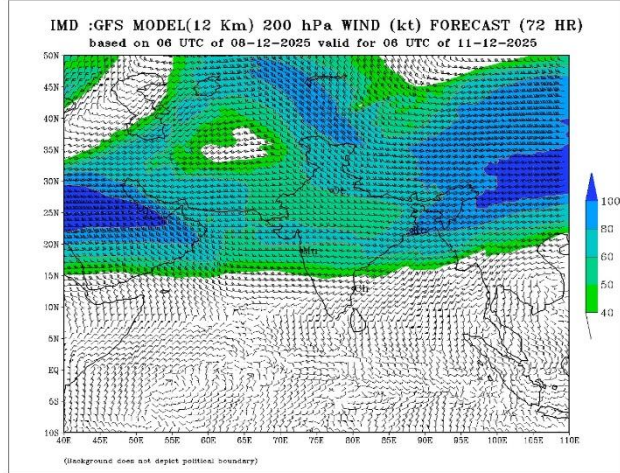 IMD :GFS MODEL(12 Km) 200 hPa WIND (kt) FORECAST (72 HR)
based on 06 UTC of 08-12-2025 valid for 06 UTC of 11-12-2025
50N
45N
40N
35N
30N
25N
20N
15N
10N
5N
EQ
5S
10S
40E 45E 50E 55E 60E 65E 70E 75E 80E 85E 90E 95E 100E 105E 110E
100
80
60
40
(Background does not depict political boundary)